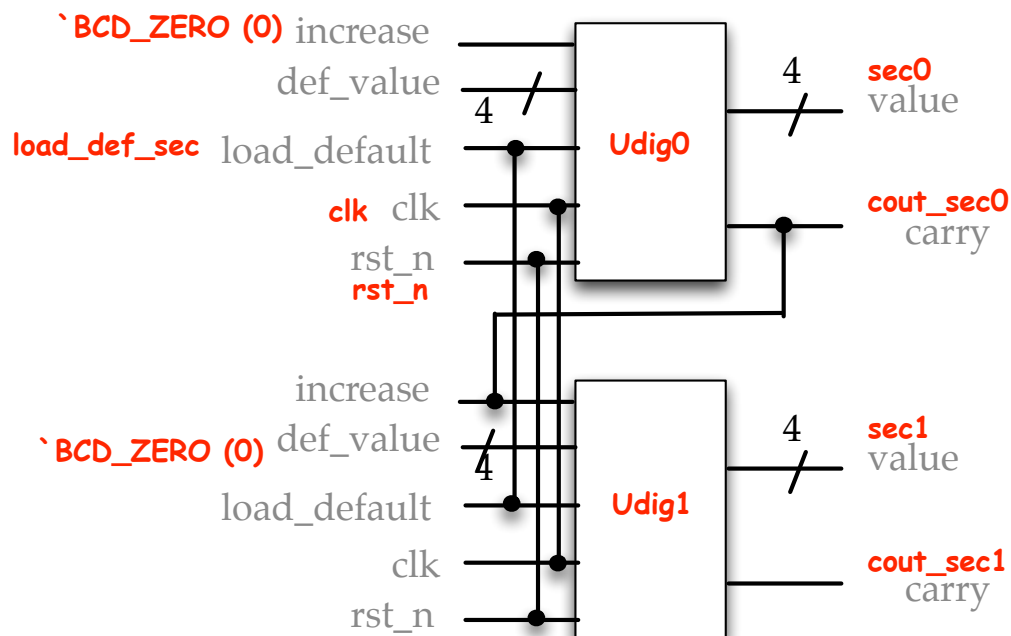 `BCD_ZERO (0) increase
def_value 4
load_def_sec load_default
clk clk
rst_n
rst_n
Udig0
4 sec0
value
cout_sec0
carry
increase
`BCD_ZERO (0) def_value 4
load_default
clk
rst_n
Udig1
4 sec1
value
cout_sec1
carry